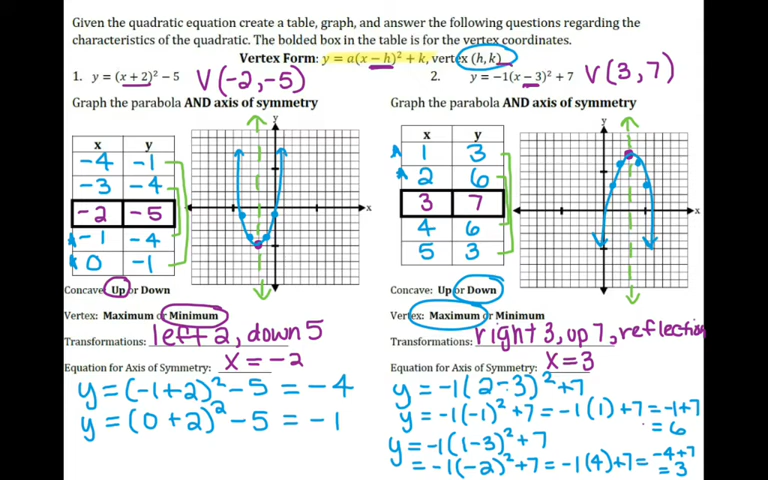 Given the quadratic equation create a table, graph, and answer the following questions regarding the
characteristics of the quadratic. The bolded box in the table is for the vertex coordinates.
Vertex Form: y = a(x − h)² + k, vertex (h, k)
1. y = (x + 2)² − 5 V(-2,-5)
Graph the parabola AND axis of symmetry
x y
-4 -1
-3 -4
-2 -5
-1 -4
0 -1
y
x
Concave: Up or Down
Vertex: Maximum or Minimum
Transformations: left 2, down 5
Equation for Axis of Symmetry: x = -2
y = (-1+2)² - 5 = -4
y = (0+2)² - 5 = -1
2. y = −1(x − 3)² + 7 V(3,7)
Graph the parabola AND axis of symmetry
x y
1 3
2 6
3 7
4 6
5 3
y
x
Concave: Up or Down
Vertex: Maximum or Minimum
Transformations: right 3, up 7, reflection
Equation for Axis of Symmetry: x = 3
y = -1(2-3)² + 7
y = -1(-1)² + 7 = -1(1) + 7 = -1+7
= 6
y = -1(1-3)² + 7
= -1(-2)² + 7 = -1(4) + 7 = -4+7
= 3